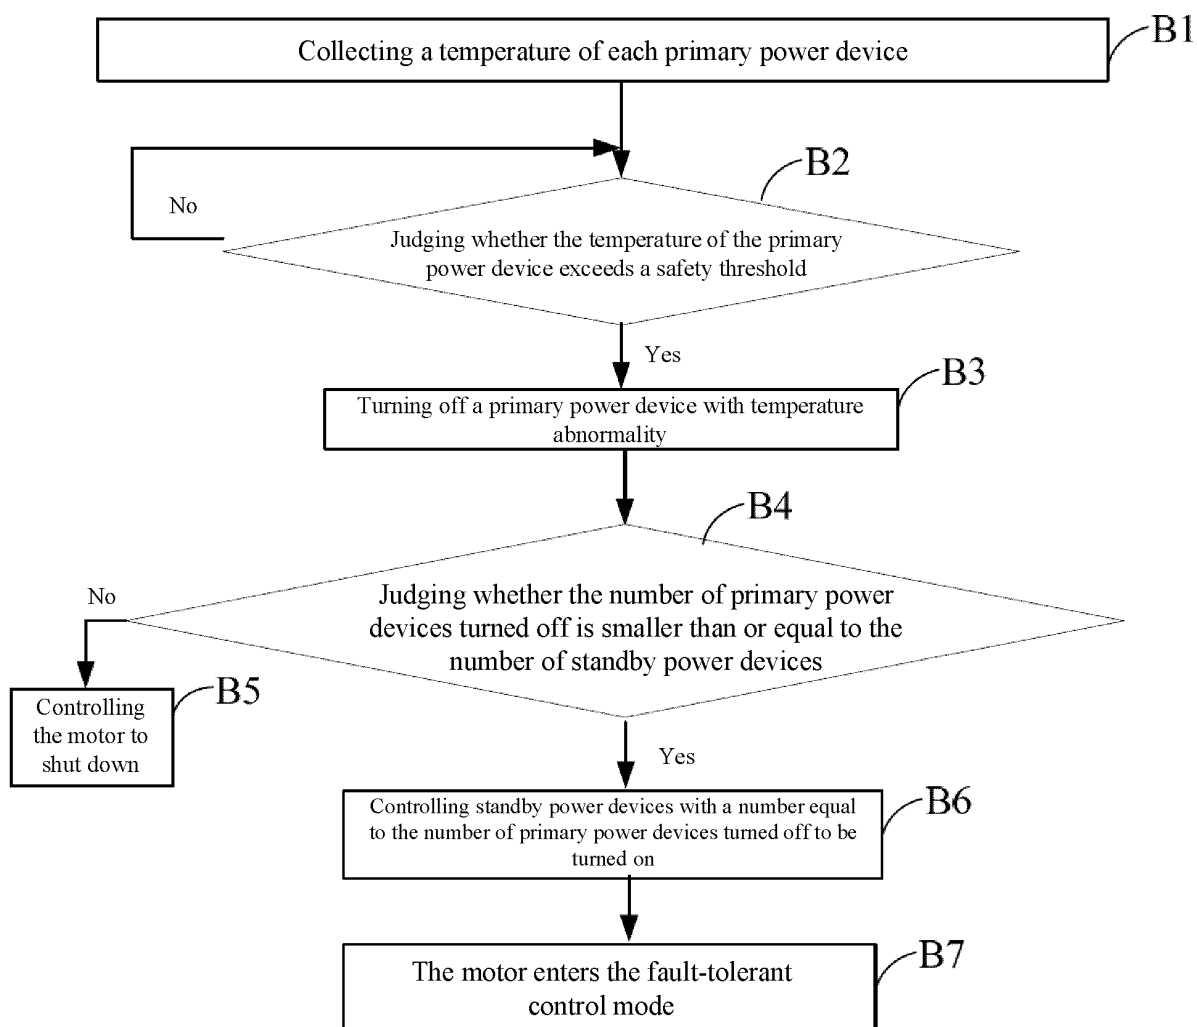 Collecting a temperature of each primary power device
B1
B2
No
Judging whether the temperature of the primary
power device exceeds a safety threshold
Yes
B3
Turning off a primary power device with temperature
abnormality
B4
No
Judging whether the number of primary power
devices turned off is smaller than or equal to the
number of standby power devices
B5
Controlling
the motor to
shut down
Yes
B6
Controlling standby power devices with a number equal
to the number of primary power devices turned off to be
turned on
B7
The motor enters the fault-tolerant
control mode